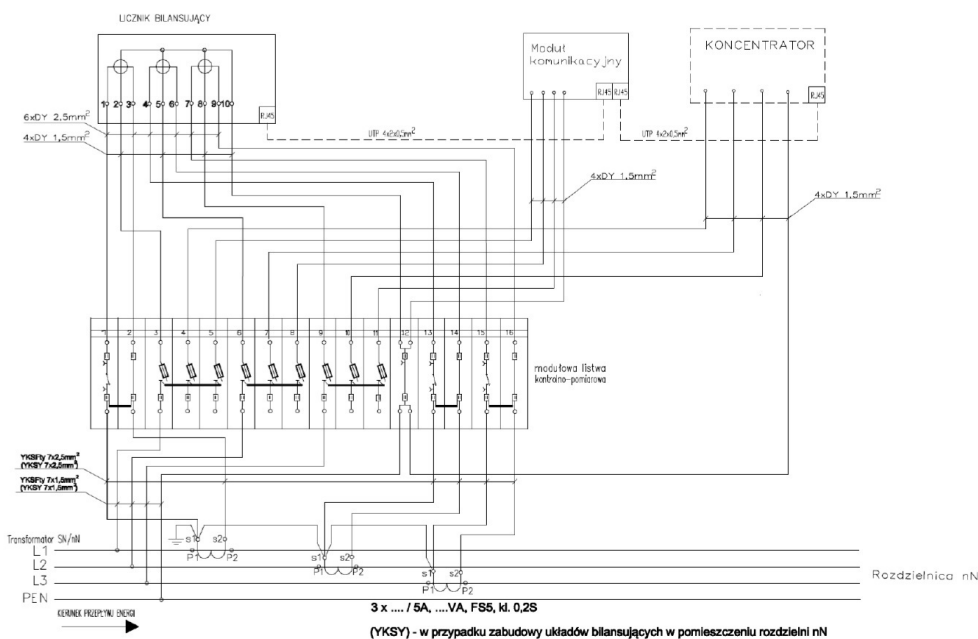 LICZNIK BILANSUJĄCY
1 2 3 4 5 6 7 8 9 10
RJ45
Moduł
komunikacyjny
RJ45 RJ45
KONCENTRATOR
RJ45
6xDY 2,5mm²
4xDY 1,5mm²
UTP 4x2x0,5m²
UTP 4x2x0,5m²
4xDY 1,5mm²
4xDY 1,5mm²
1 2 3 4 5 6 7 8 9 10 11 12 13 14 15 16
modułowa listwa
kontrolno-pomiarowa
YKSFty 7x2,5mm²
(YKSY 7x2,5mm²)
YKSFty 7x1,5mm²
(YKSY 7x1,5mm²)
Transformator SN/nN
s1 s2
L1
P1 P2
s1 s2
L2
P1 P2
s1 s2
L3
P1 P2
PEN
Rozdzielnica nN
KIERUNEK PRZEPŁYWU ENERGI
3 x .... / 5A, ....VA, FS5, kl. 0,2S
(YKSY) - w przypadku zabudowy układów bilansujących w pomieszczeniu rozdzielni nN